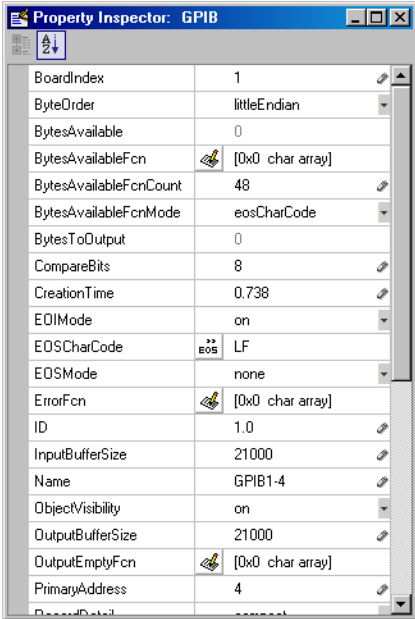 Property Inspector: GPIB
A
Z
BoardIndex 1
ByteOrder littleEndian
BytesAvailable 0
BytesAvailableFcn [0x0 char array]
BytesAvailableFcnCount 48
BytesAvailableFcnMode eosCharCode
BytesToOutput 0
CompareBits 8
CreationTime 0.738
EOIMode on
EOSCharCode >> EOS LF
EOSMode none
ErrorFcn [0x0 char array]
ID 1.0
InputBufferSize 21000
Name GPIB1-4
ObjectVisibility on
OutputBufferSize 21000
OutputEmptyFcn [0x0 char array]
PrimaryAddress 4
RecordDetail compact